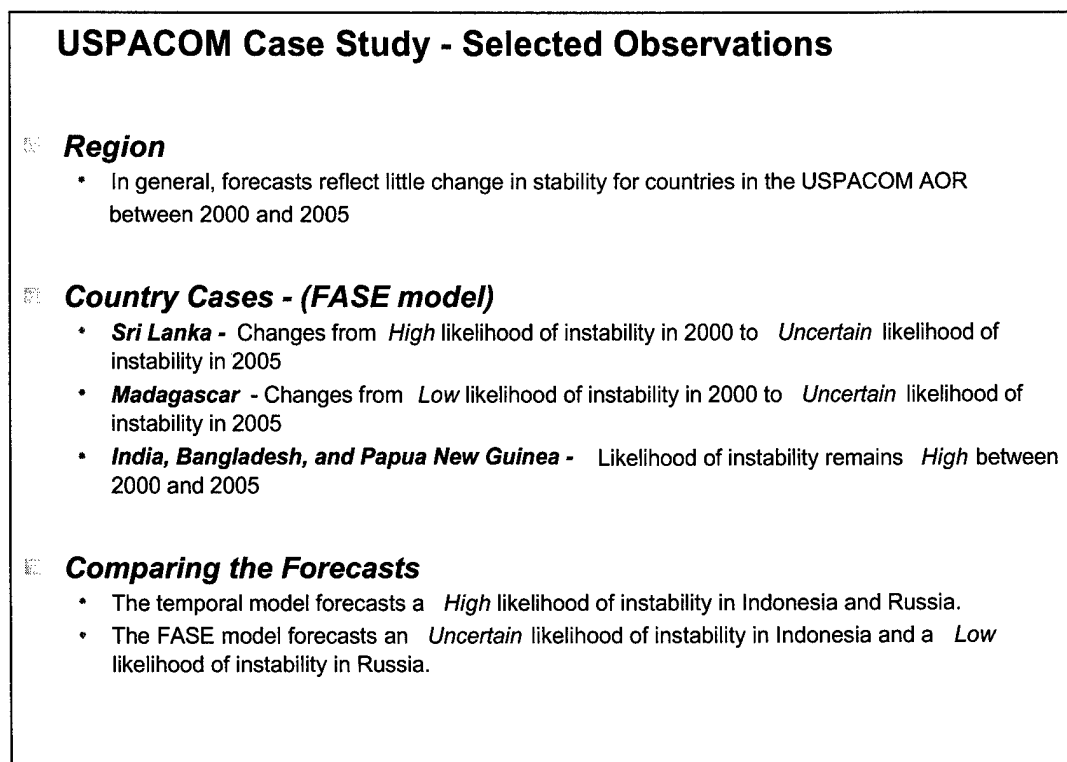 USPACOM Case Study - Selected Observations
Region
• In general, forecasts reflect little change in stability for countries in the USPACOM AOR
between 2000 and 2005
Country Cases - (FASE model)
• Sri Lanka - Changes from High likelihood of instability in 2000 to Uncertain likelihood of
instability in 2005
• Madagascar - Changes from Low likelihood of instability in 2000 to Uncertain likelihood of
instability in 2005
• India, Bangladesh, and Papua New Guinea - Likelihood of instability remains High between
2000 and 2005
Comparing the Forecasts
• The temporal model forecasts a High likelihood of instability in Indonesia and Russia.
• The FASE model forecasts an Uncertain likelihood of instability in Indonesia and a Low
likelihood of instability in Russia.